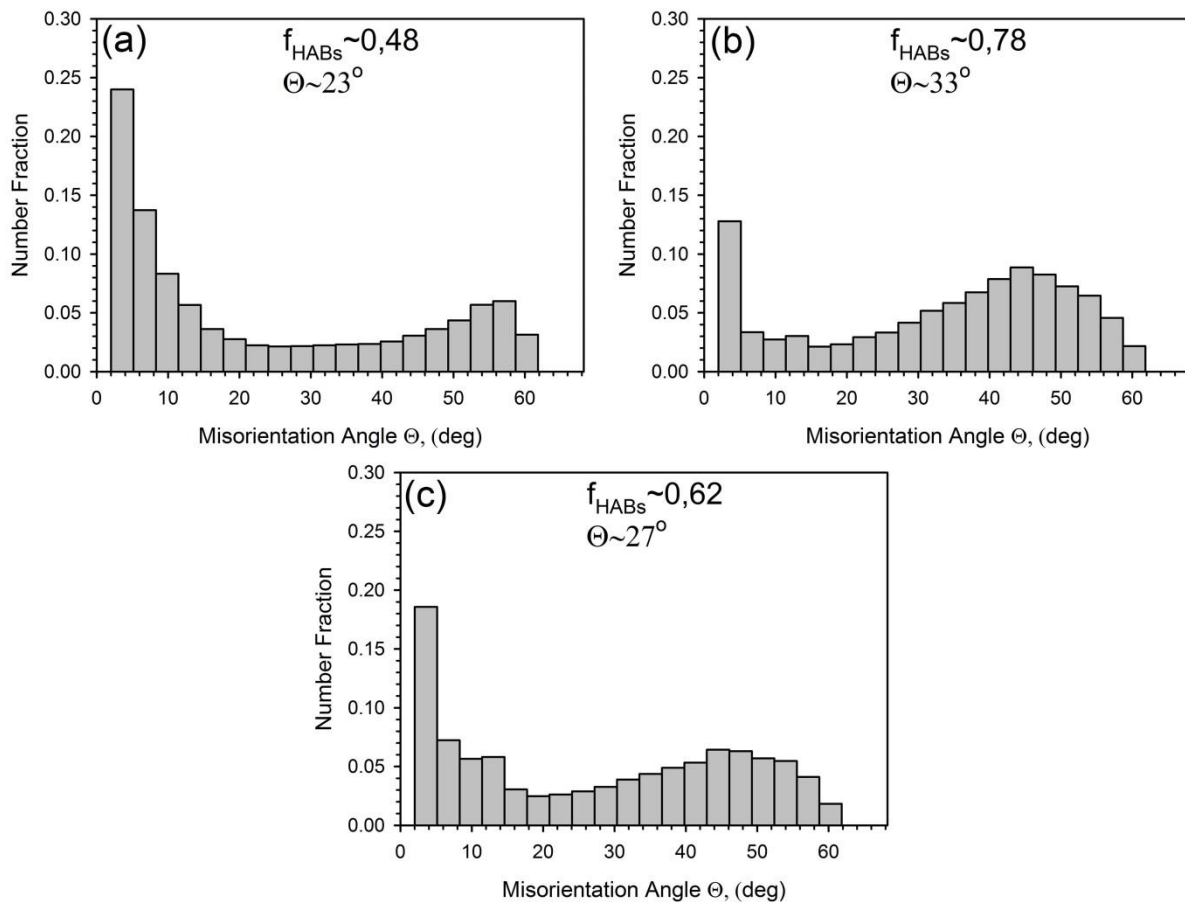 (a)
f_HABs~0,48
Θ~23°
Number Fraction
0.30
0.25
0.20
0.15
0.10
0.05
0.00
0 10 20 30 40 50 60
Misorientation Angle Θ, (deg)
(b)
f_HABs~0,78
Θ~33°
Number Fraction
0.30
0.25
0.20
0.15
0.10
0.05
0.00
0 10 20 30 40 50 60
Misorientation Angle Θ, (deg)
(c)
f_HABs~0,62
Θ~27°
Number Fraction
0.30
0.25
0.20
0.15
0.10
0.05
0.00
0 10 20 30 40 50 60
Misorientation Angle Θ, (deg)